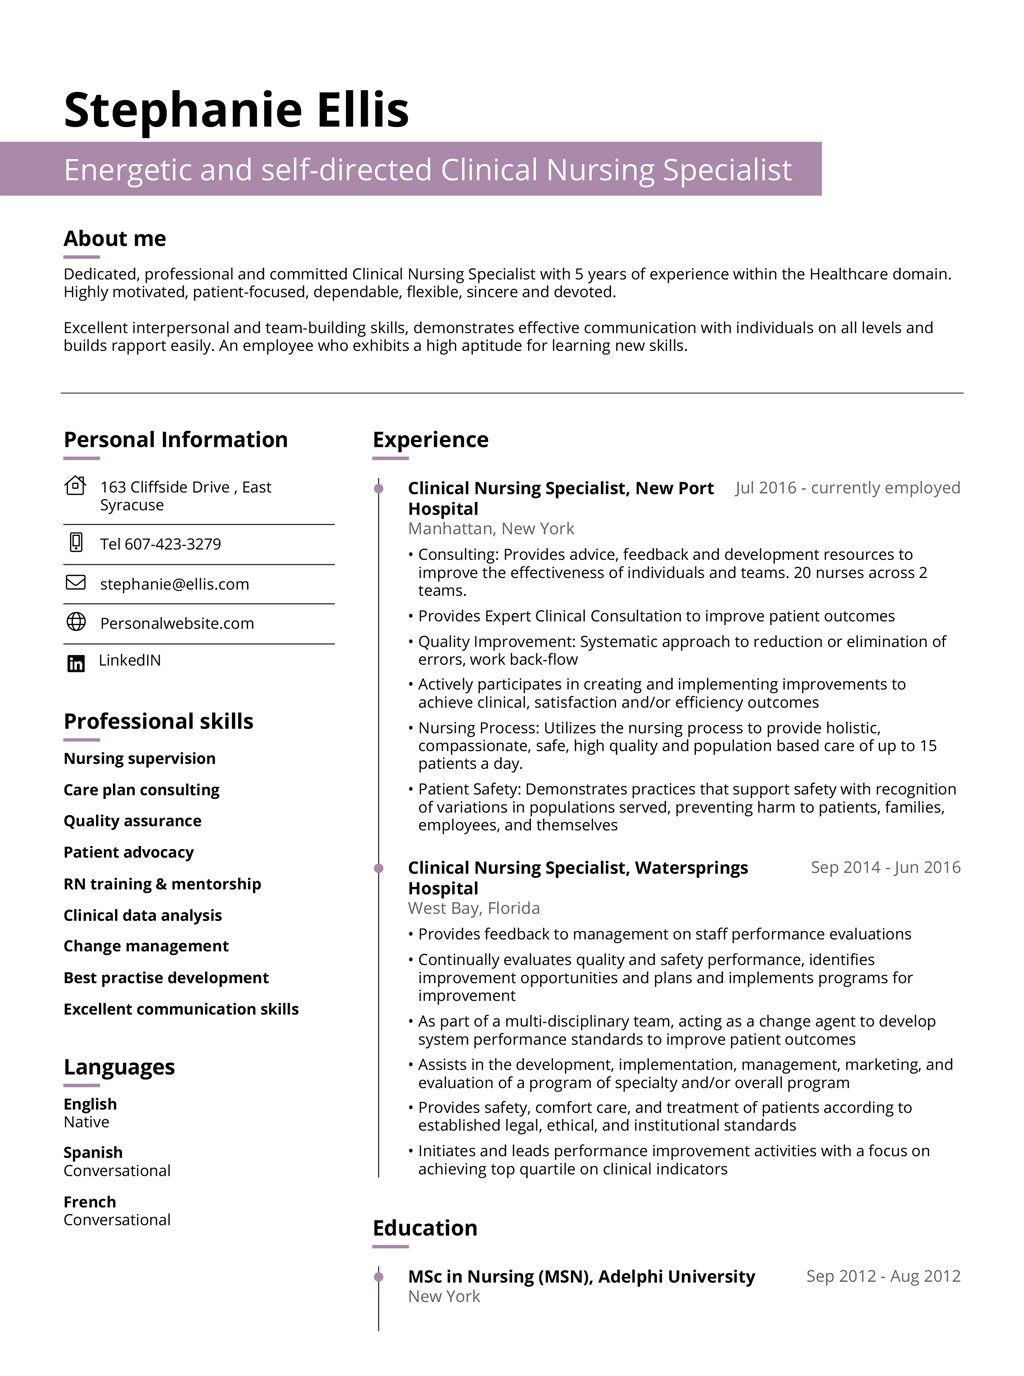 Stephanie Ellis
Energetic and self-directed Clinical Nursing Specialist
About me
Dedicated, professional and committed Clinical Nursing Specialist with 5 years of experience within the Healthcare domain.
Highly motivated, patient-focused, dependable, flexible, sincere and devoted.
Excellent interpersonal and team-building skills, demonstrates effective communication with individuals on all levels and
builds rapport easily. An employee who exhibits a high aptitude for learning new skills.
Personal Information
163 Cliffside Drive , East
Syracuse
Tel 607-423-3279
stephanie@ellis.com
Personalwebsite.com
in LinkedIN
Professional skills
Nursing supervision
Care plan consulting
Quality assurance
Patient advocacy
RN training & mentorship
Clinical data analysis
Change management
Best practise development
Excellent communication skills
Languages
English
Native
Spanish
Conversational
French
Conversational
Experience
Clinical Nursing Specialist, New Port Jul 2016 - currently employed
Hospital
Manhattan, New York
• Consulting: Provides advice, feedback and development resources to
improve the effectiveness of individuals and teams. 20 nurses across 2
teams.
• Provides Expert Clinical Consultation to improve patient outcomes
• Quality Improvement: Systematic approach to reduction or elimination of
errors, work back-flow
• Actively participates in creating and implementing improvements to
achieve clinical, satisfaction and/or efficiency outcomes
• Nursing Process: Utilizes the nursing process to provide holistic,
compassionate, safe, high quality and population based care of up to 15
patients a day.
• Patient Safety: Demonstrates practices that support safety with recognition
of variations in populations served, preventing harm to patients, families,
employees, and themselves
Clinical Nursing Specialist, Watersprings Sep 2014 - Jun 2016
Hospital
West Bay, Florida
• Provides feedback to management on staff performance evaluations
• Continually evaluates quality and safety performance, identifies
improvement opportunities and plans and implements programs for
improvement
• As part of a multi-disciplinary team, acting as a change agent to develop
system performance standards to improve patient outcomes
• Assists in the development, implementation, management, marketing, and
evaluation of a program of specialty and/or overall program
• Provides safety, comfort care, and treatment of patients according to
established legal, ethical, and institutional standards
• Initiates and leads performance improvement activities with a focus on
achieving top quartile on clinical indicators
Education
MSc in Nursing (MSN), Adelphi University Sep 2012 - Aug 2012
New York